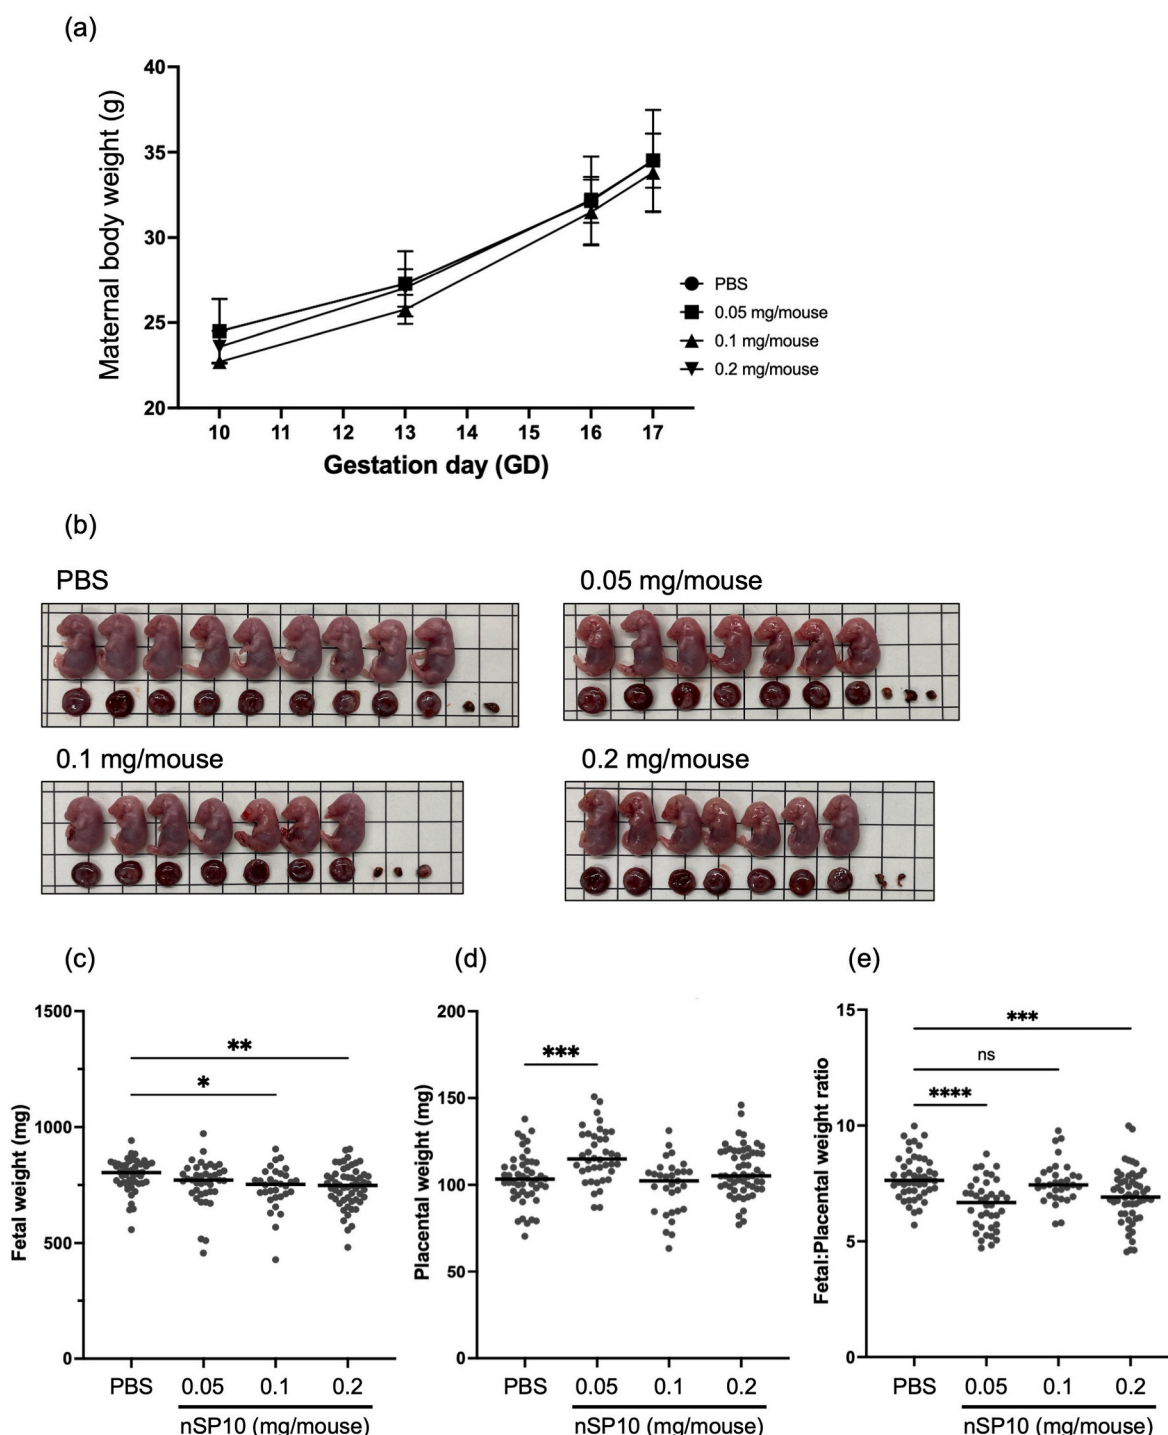 (a)
Maternal body weight (g)
40
35
30
25
20
10 11 12 13 14 15 16 17
Gestation day (GD)
PBS
0.05 mg/mouse
0.1 mg/mouse
0.2 mg/mouse
(b)
PBS
0.05 mg/mouse
0.1 mg/mouse
0.2 mg/mouse
(c)
Fetal weight (mg)
1500
1000
500
0
**
*
PBS 0.05 0.1 0.2
nSP10 (mg/mouse)
(d)
Placental weight (mg)
200
150
100
50
0
***
PBS 0.05 0.1 0.2
nSP10 (mg/mouse)
(e)
Fetal:Placental weight ratio
15
10
5
0
***
ns
****
PBS 0.05 0.1 0.2
nSP10 (mg/mouse)